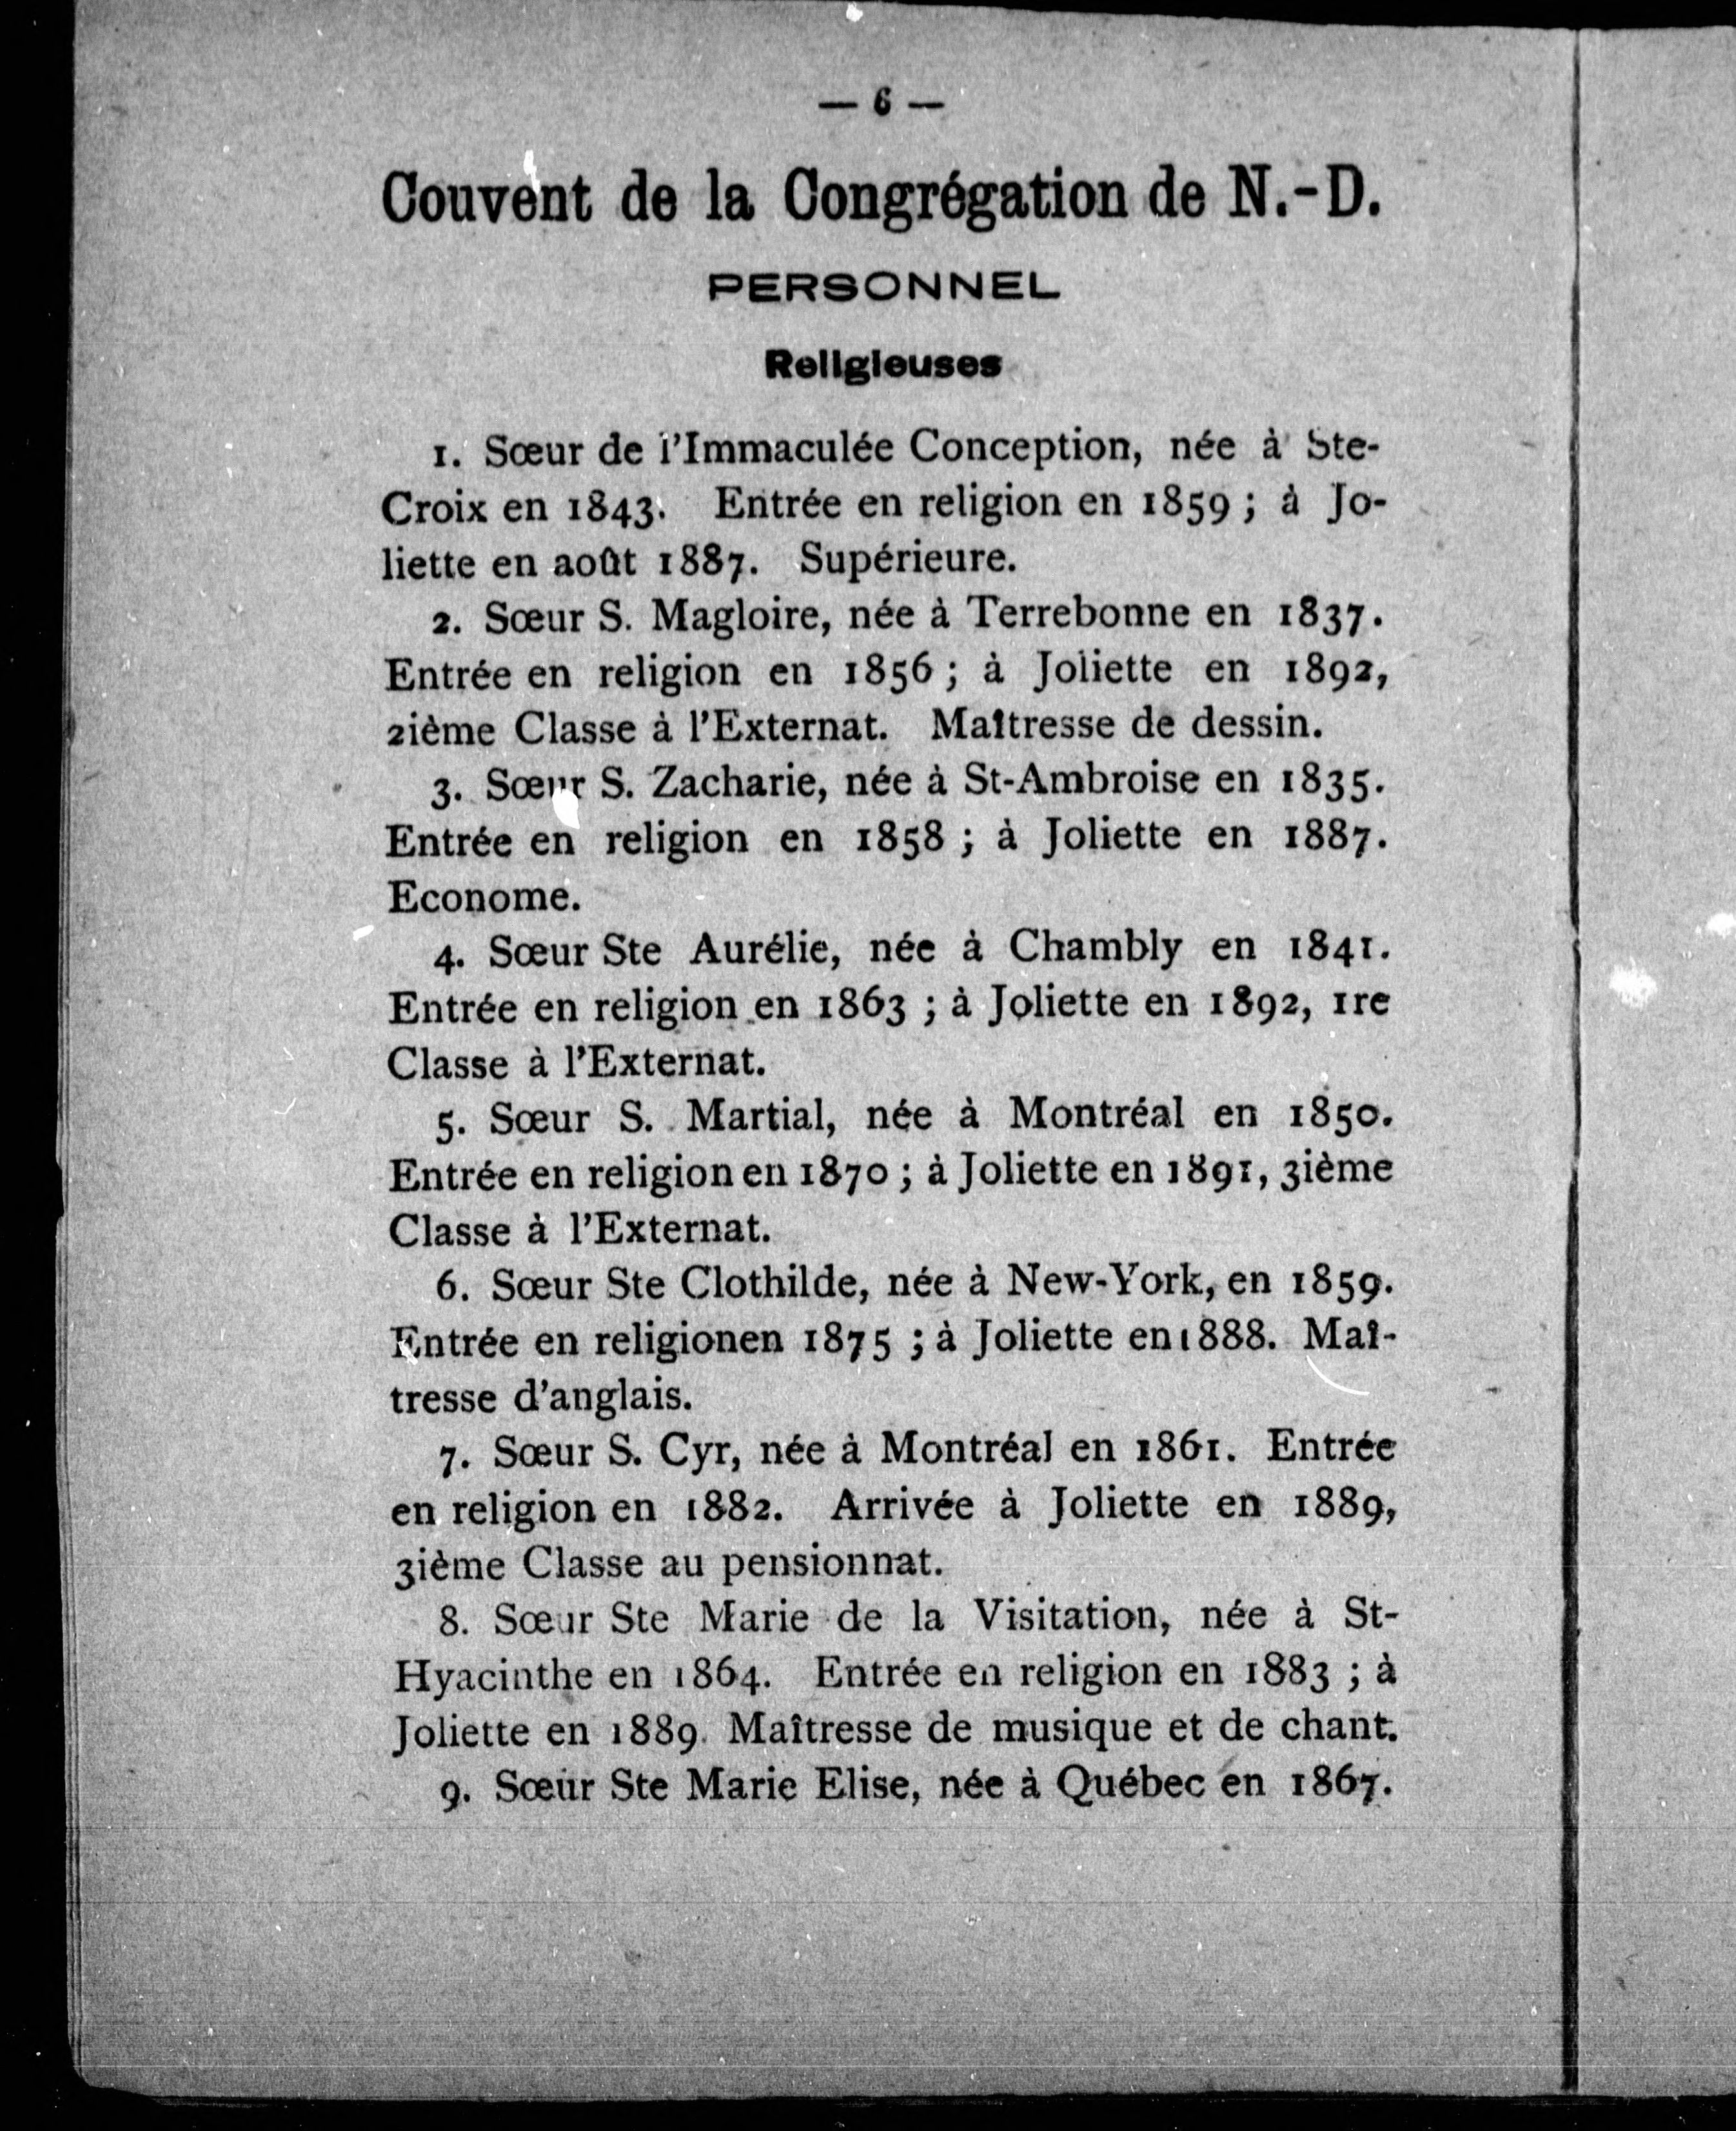 — 6 —
Couvent de la Congrégation de N.-D.
PERSONNEL
Religieuses
1. Sœur de l'Immaculée Conception, née à Ste-
Croix en 1843. Entrée en religion en 1859 ; à Jo-
liette en août 1887. Supérieure.
2. Sœur S. Magloire, née à Terrebonne en 1837.
Entrée en religion en 1856 ; à Joliette en 1892,
2ième Classe à l'Externat. Maîtresse de dessin.
3. Sœur S. Zacharie, née à St-Ambroise en 1835.
Entrée en religion en 1858 ; à Joliette en 1887.
Econome.
4. Sœur Ste Aurélie, née à Chambly en 1841.
Entrée en religion en 1863 ; à Joliette en 1892, 1re
Classe à l'Externat.
5. Sœur S. Martial, née à Montréal en 1850.
Entrée en religion en 1870 ; à Joliette en 1891, 3ième
Classe à l'Externat.
6. Sœur Ste Clothilde, née à New-York, en 1859.
Entrée en religionen 1875 ; à Joliette en1888. Maî-
tresse d'anglais.
7. Sœur S. Cyr, née à Montréal en 1861. Entrée
en religion en 1882. Arrivée à Joliette en 1889,
3ième Classe au pensionnat.
8. Sœur Ste Marie de la Visitation, née à St-
Hyacinthe en 1864. Entrée en religion en 1883 ; à
Joliette en 1889. Maîtresse de musique et de chant.
9. Sœur Ste Marie Elise, née à Québec en 1867.